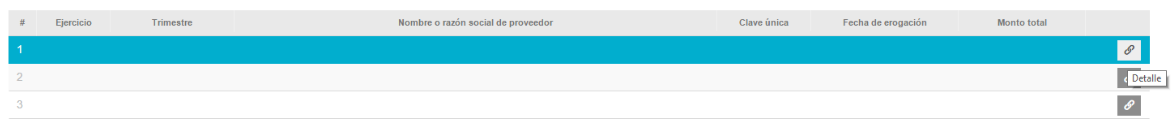 # Ejercicio Trimestre Nombre o razón social de proveedor Clave única Fecha de erogación Monto total
1
2
Detalle
3